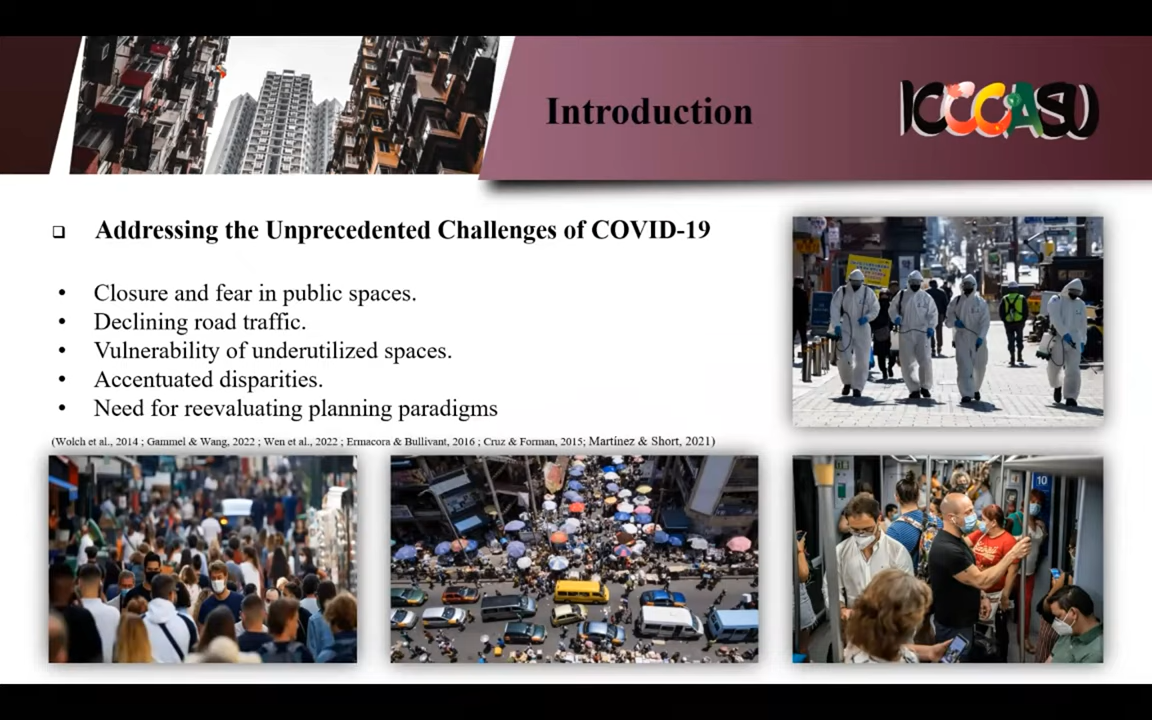 Introduction
ICCCASU
❑ Addressing the Unprecedented Challenges of COVID-19
• Closure and fear in public spaces.
• Declining road traffic.
• Vulnerability of underutilized spaces.
• Accentuated disparities.
• Need for reevaluating planning paradigms
(Wolch et al., 2014 ; Gammel & Wang, 2022 ; Wen et al., 2022 ; Ermacora & Bullivant, 2016 ; Cruz & Forman, 2015; Martínez & Short, 2021)
10